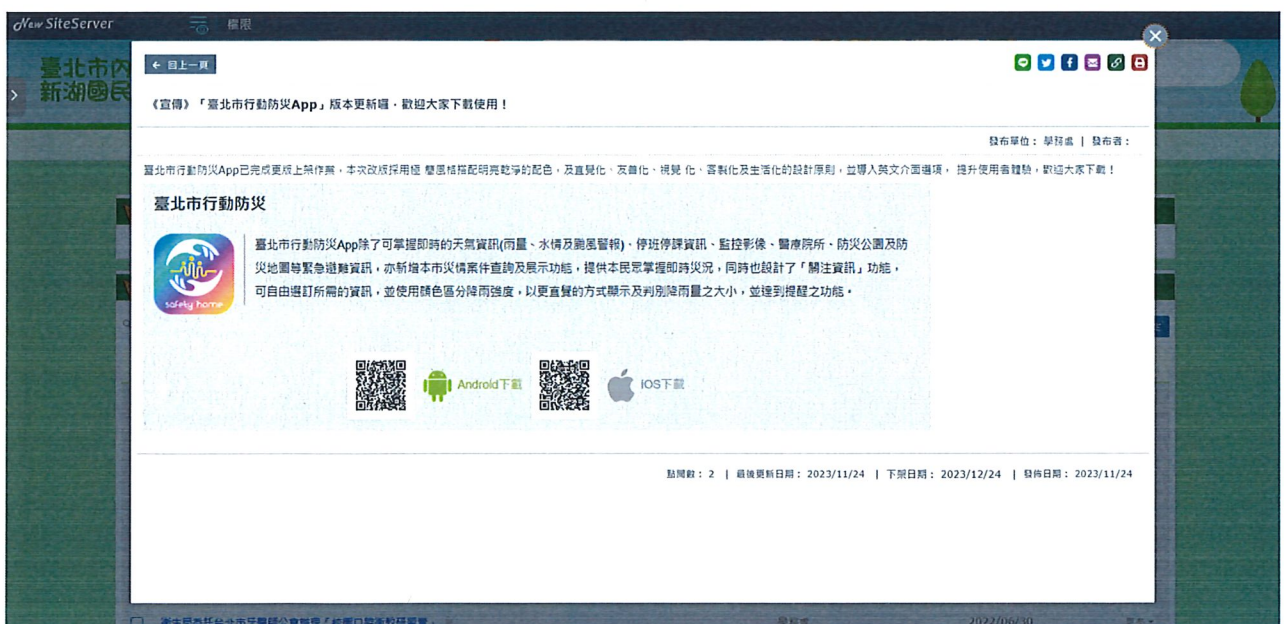 New SiteServer
權限
臺北市內
新湖國民
← 回上一頁
《宣傳》「臺北市行動防災App」版本更新囉，歡迎大家下載使用！
發布單位：學務處 | 發布者：
臺北市行動防災App已完成更版上架作業，本次改版採用極 簡風格搭配明亮乾淨的配色，及直覺化、友善化、視覺 化、客製化及生活化的設計原則，並導入英文介面選項， 提升使用者體驗，歡迎大家下載！
臺北市行動防災
臺北市行動防災App除了可掌握即時的天氣資訊(雨量、水情及颱風警報)、停班停課資訊、監控影像、醫療院所、防災公園及防
災地圖等緊急避難資訊，亦新增本市災情案件查詢及展示功能，提供本民眾掌握即時災況，同時也設計了「關注資訊」功能，
可自由選訂所需的資訊，並使用顏色區分降雨強度，以更直覺的方式顯示及判別降雨量之大小，並達到提醒之功能。
safety home
Android下載
iOS下載
點閱數：2 | 最後更新日期：2023/11/24 | 下架日期：2023/12/24 | 發佈日期：2023/11/24
學務處
2022/06/30